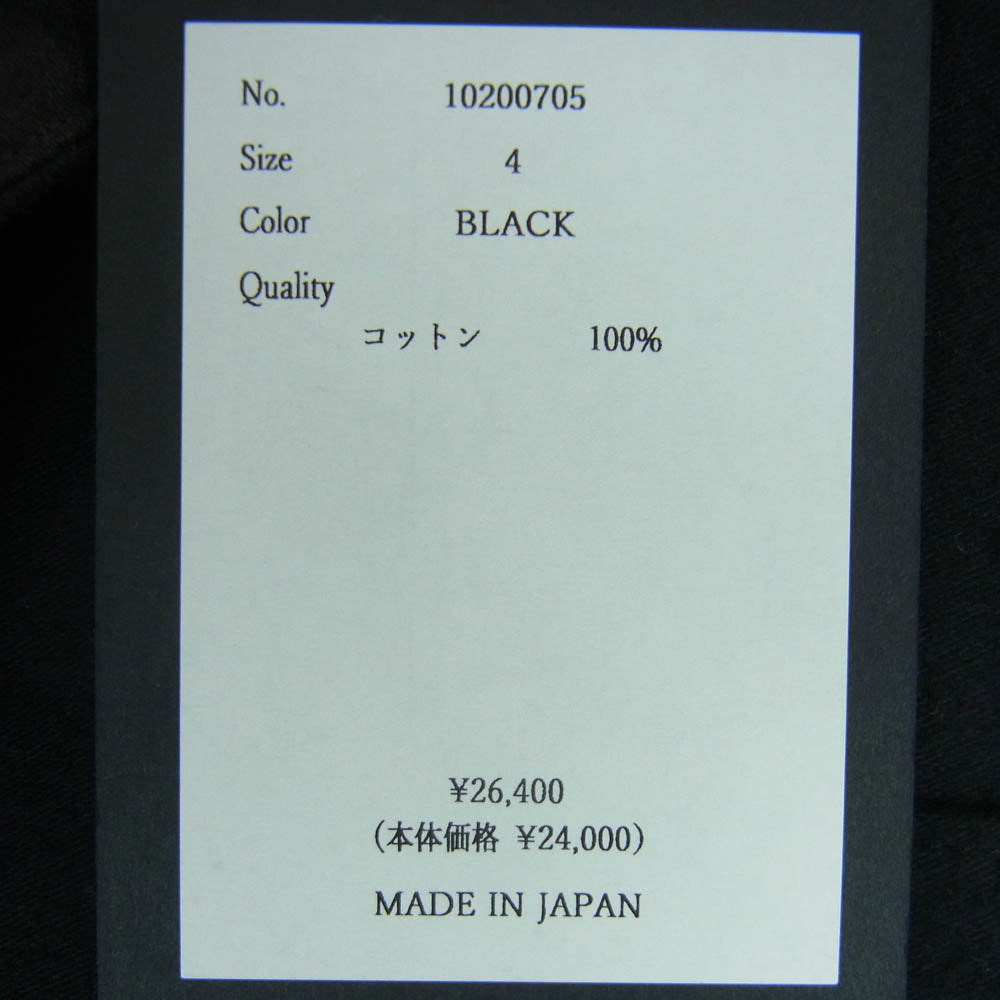 No. 10200705
Size 4
Color BLACK
Quality
コットン 100%
¥26,400
(本体価格 ¥24,000)
MADE IN JAPAN